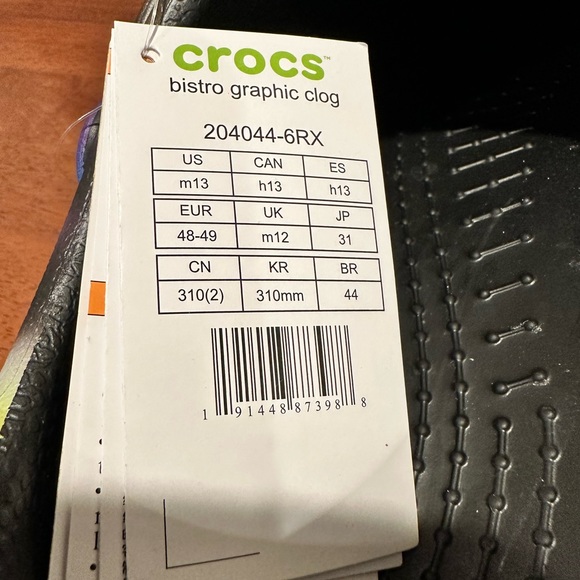 crocs™
bistro graphic clog
204044-6RX
US CAN ES
m13 h13 h13
EUR UK JP
48-49 m12 31
CN KR BR
310(2) 310mm 44
1 91448 87398 8